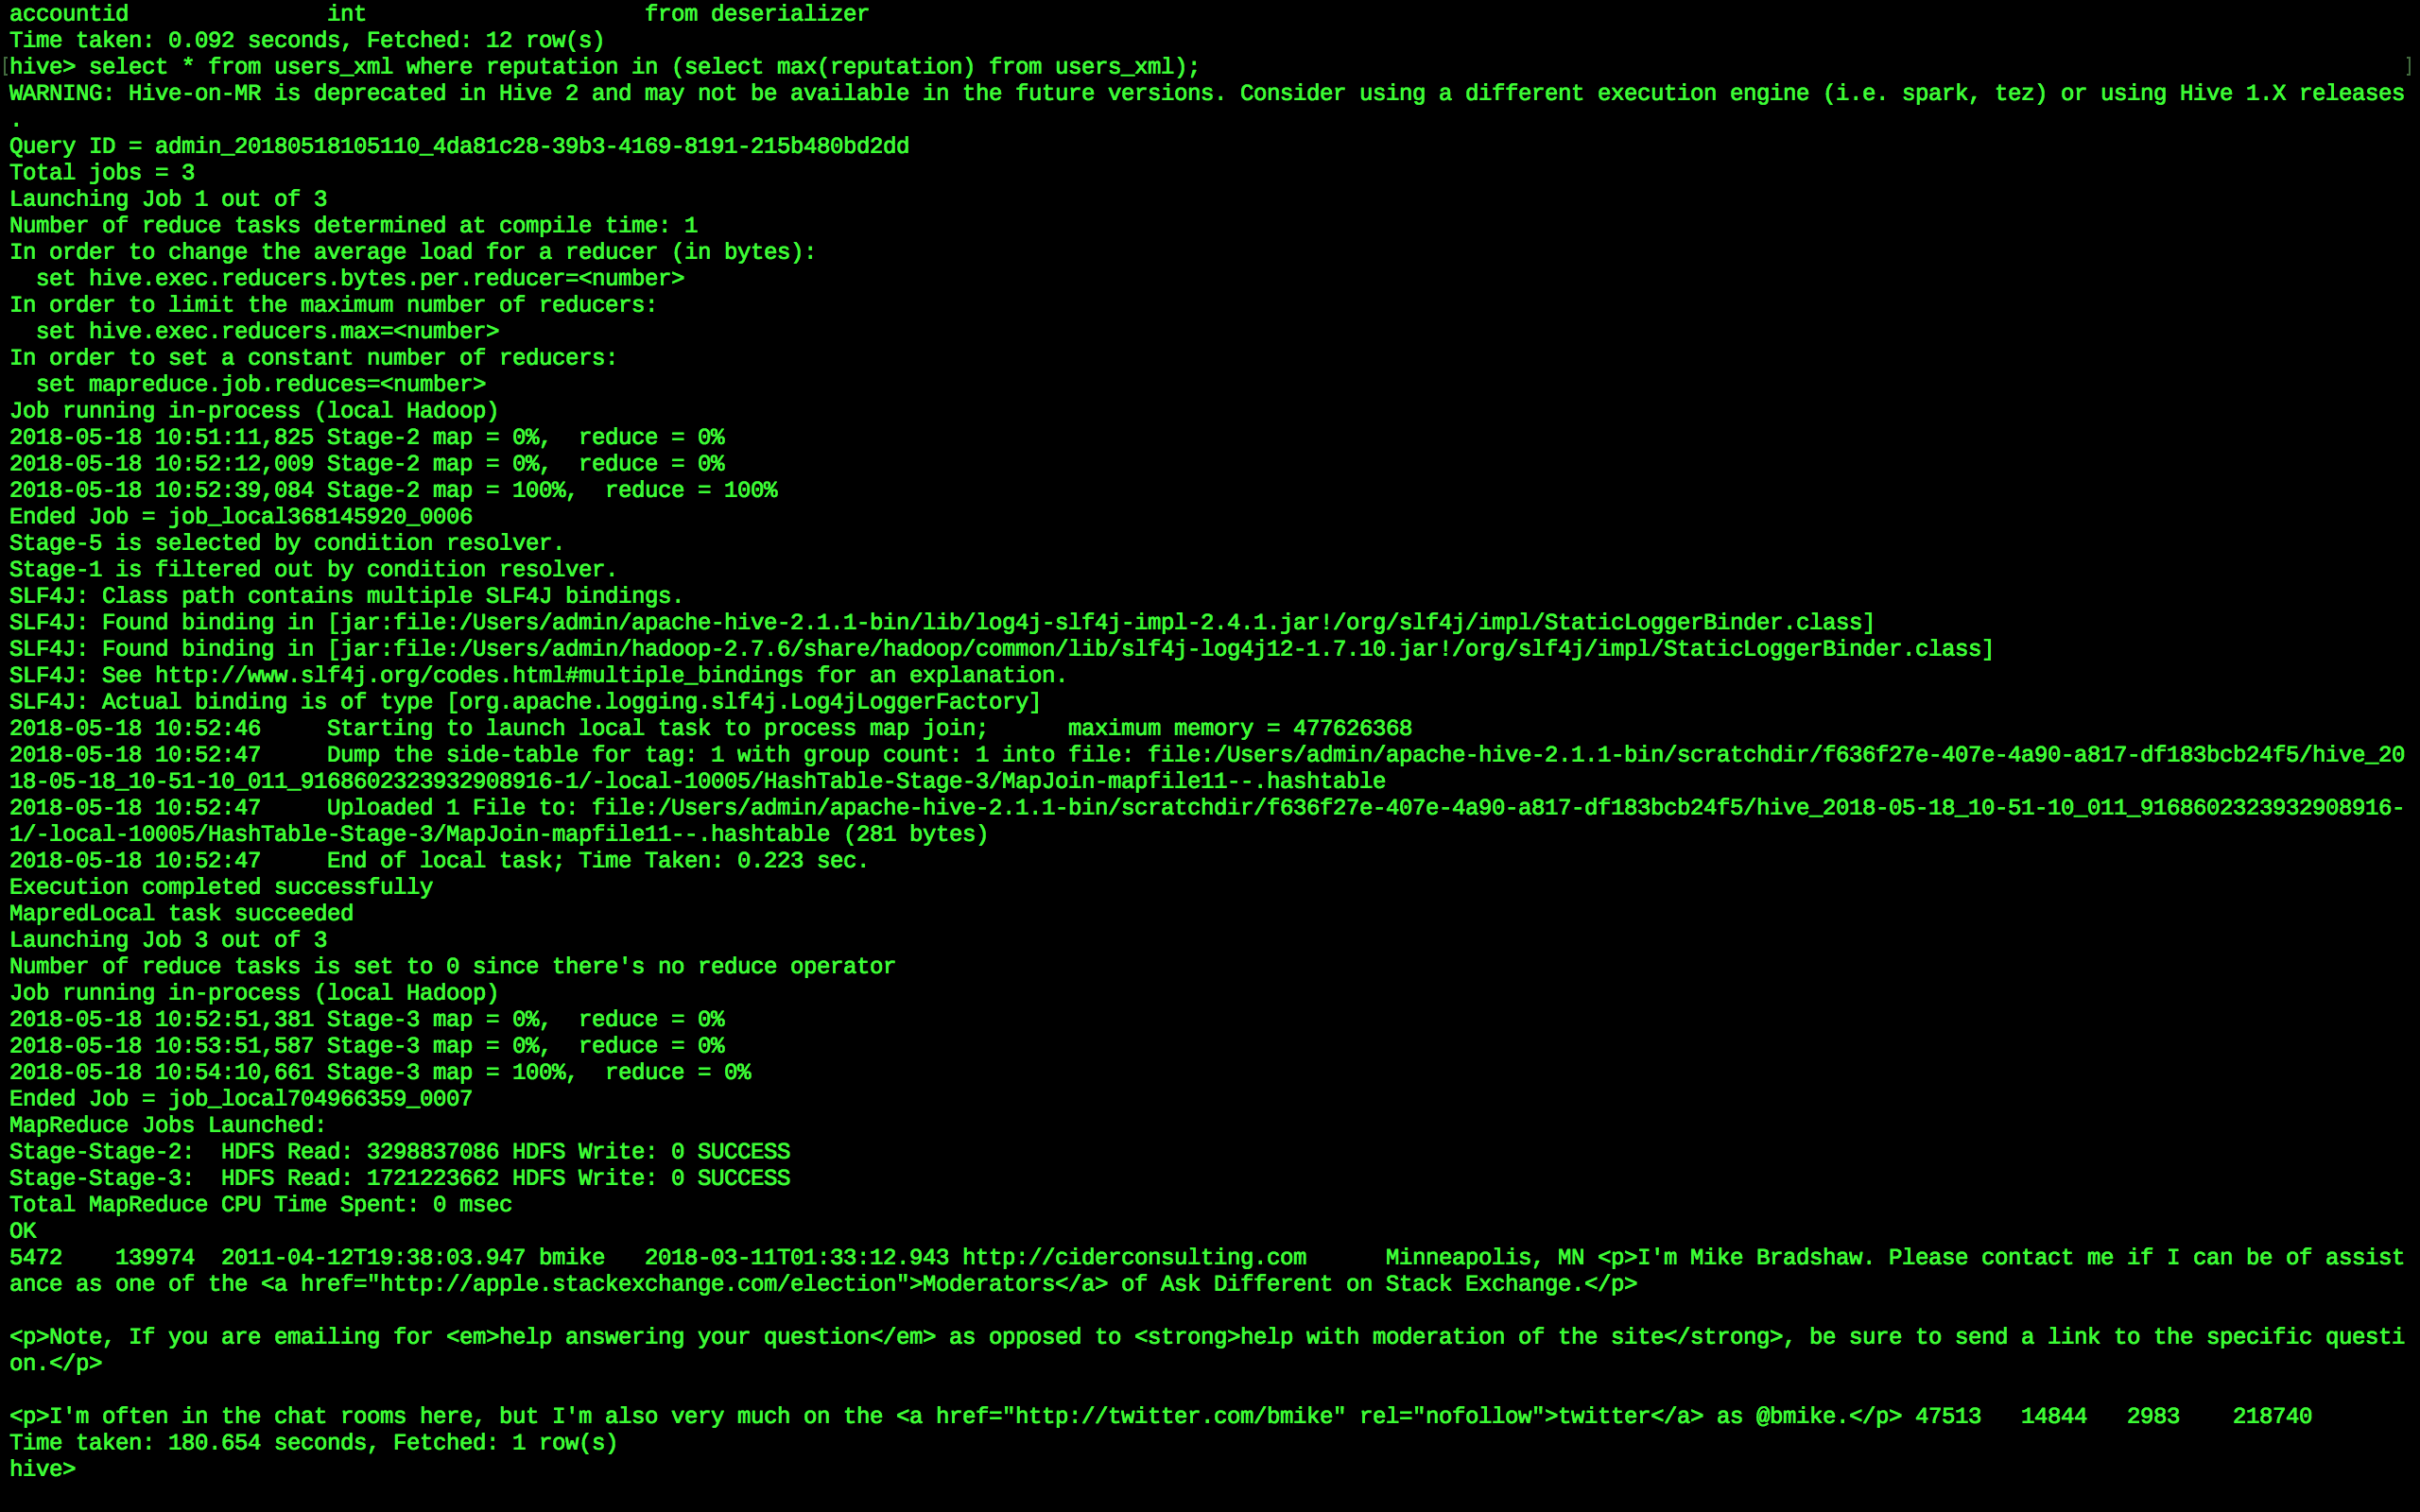 accountid               int                     from deserializer
Time taken: 0.092 seconds, Fetched: 12 row(s)
[hive> select * from users_xml where reputation in (select max(reputation) from users_xml);                                                                                           ]
WARNING: Hive-on-MR is deprecated in Hive 2 and may not be available in the future versions. Consider using a different execution engine (i.e. spark, tez) or using Hive 1.X releases
.
Query ID = admin_20180518105110_4da81c28-39b3-4169-8191-215b480bd2dd
Total jobs = 3
Launching Job 1 out of 3
Number of reduce tasks determined at compile time: 1
In order to change the average load for a reducer (in bytes):
  set hive.exec.reducers.bytes.per.reducer=<number>
In order to limit the maximum number of reducers:
  set hive.exec.reducers.max=<number>
In order to set a constant number of reducers:
  set mapreduce.job.reduces=<number>
Job running in-process (local Hadoop)
2018-05-18 10:51:11,825 Stage-2 map = 0%,  reduce = 0%
2018-05-18 10:52:12,009 Stage-2 map = 0%,  reduce = 0%
2018-05-18 10:52:39,084 Stage-2 map = 100%,  reduce = 100%
Ended Job = job_local368145920_0006
Stage-5 is selected by condition resolver.
Stage-1 is filtered out by condition resolver.
SLF4J: Class path contains multiple SLF4J bindings.
SLF4J: Found binding in [jar:file:/Users/admin/apache-hive-2.1.1-bin/lib/log4j-slf4j-impl-2.4.1.jar!/org/slf4j/impl/StaticLoggerBinder.class]
SLF4J: Found binding in [jar:file:/Users/admin/hadoop-2.7.6/share/hadoop/common/lib/slf4j-log4j12-1.7.10.jar!/org/slf4j/impl/StaticLoggerBinder.class]
SLF4J: See http://www.slf4j.org/codes.html#multiple_bindings for an explanation.
SLF4J: Actual binding is of type [org.apache.logging.slf4j.Log4jLoggerFactory]
2018-05-18 10:52:46     Starting to launch local task to process map join;      maximum memory = 477626368
2018-05-18 10:52:47     Dump the side-table for tag: 1 with group count: 1 into file: file:/Users/admin/apache-hive-2.1.1-bin/scratchdir/f636f27e-407e-4a90-a817-df183bcb24f5/hive_20
18-05-18_10-51-10_011_9168602323932908916-1/-local-10005/HashTable-Stage-3/MapJoin-mapfile11--.hashtable
2018-05-18 10:52:47     Uploaded 1 File to: file:/Users/admin/apache-hive-2.1.1-bin/scratchdir/f636f27e-407e-4a90-a817-df183bcb24f5/hive_2018-05-18_10-51-10_011_9168602323932908916-
1/-local-10005/HashTable-Stage-3/MapJoin-mapfile11--.hashtable (281 bytes)
2018-05-18 10:52:47     End of local task; Time Taken: 0.223 sec.
Execution completed successfully
MapredLocal task succeeded
Launching Job 3 out of 3
Number of reduce tasks is set to 0 since there's no reduce operator
Job running in-process (local Hadoop)
2018-05-18 10:52:51,381 Stage-3 map = 0%,  reduce = 0%
2018-05-18 10:53:51,587 Stage-3 map = 0%,  reduce = 0%
2018-05-18 10:54:10,661 Stage-3 map = 100%,  reduce = 0%
Ended Job = job_local704966359_0007
MapReduce Jobs Launched:
Stage-Stage-2:  HDFS Read: 3298837086 HDFS Write: 0 SUCCESS
Stage-Stage-3:  HDFS Read: 1721223662 HDFS Write: 0 SUCCESS
Total MapReduce CPU Time Spent: 0 msec
OK
5472    139974  2011-04-12T19:38:03.947 bmike   2018-03-11T01:33:12.943 http://ciderconsulting.com      Minneapolis, MN <p>I'm Mike Bradshaw. Please contact me if I can be of assist
ance as one of the <a href="http://apple.stackexchange.com/election">Moderators</a> of Ask Different on Stack Exchange.</p>

<p>Note, If you are emailing for <em>help answering your question</em> as opposed to <strong>help with moderation of the site</strong>, be sure to send a link to the specific questi
on.</p>

<p>I'm often in the chat rooms here, but I'm also very much on the <a href="http://twitter.com/bmike" rel="nofollow">twitter</a> as @bmike.</p> 47513   14844   2983    218740
Time taken: 180.654 seconds, Fetched: 1 row(s)
hive>